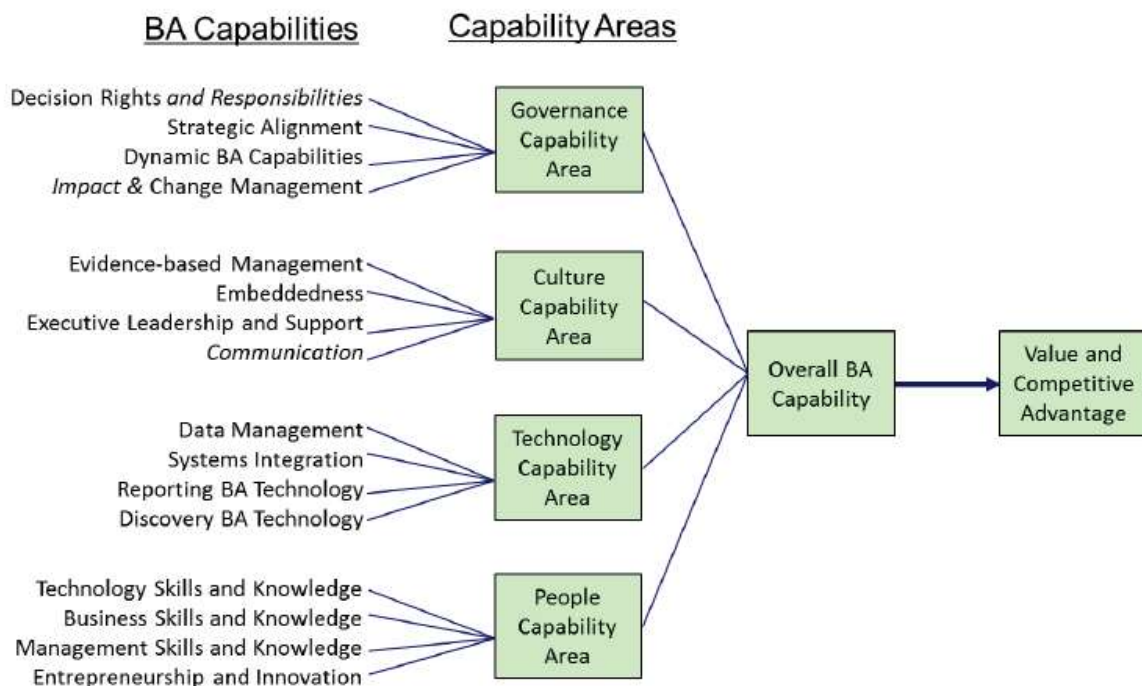 BA Capabilities
Capability Areas
Decision Rights and Responsibilities
Strategic Alignment
Dynamic BA Capabilities
Impact & Change Management
Governance
Capability
Area
Evidence-based Management
Embeddedness
Executive Leadership and Support
Communication
Culture
Capability
Area
Data Management
Systems Integration
Reporting BA Technology
Discovery BA Technology
Technology
Capability
Area
Technology Skills and Knowledge
Business Skills and Knowledge
Management Skills and Knowledge
Entrepreneurship and Innovation
People
Capability
Area
Overall BA
Capability
Value and
Competitive
Advantage